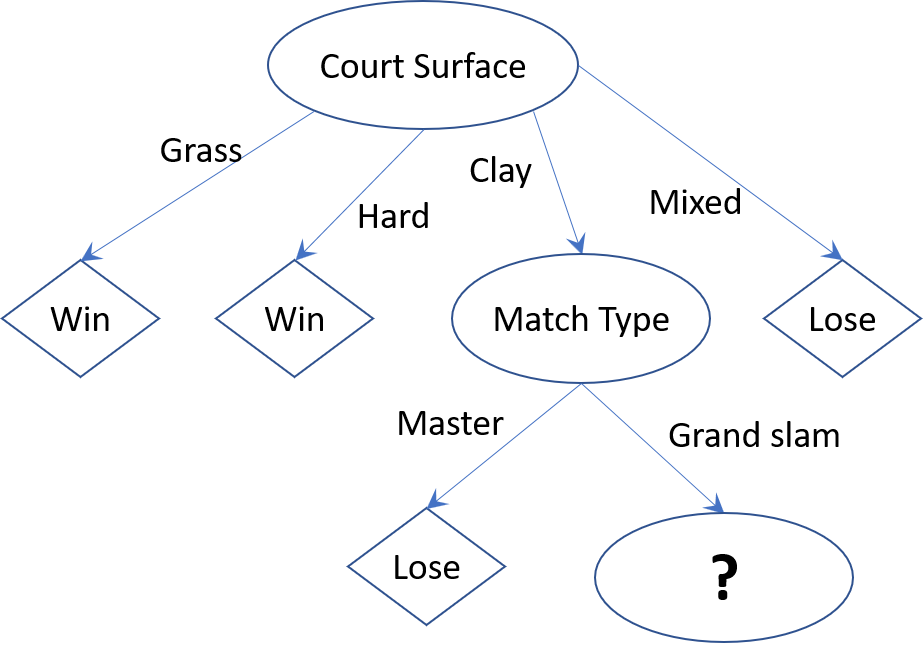 Court Surface
Grass
Clay
Hard
Mixed
Win
Win
Match Type
Lose
Master
Grand slam
Lose
?